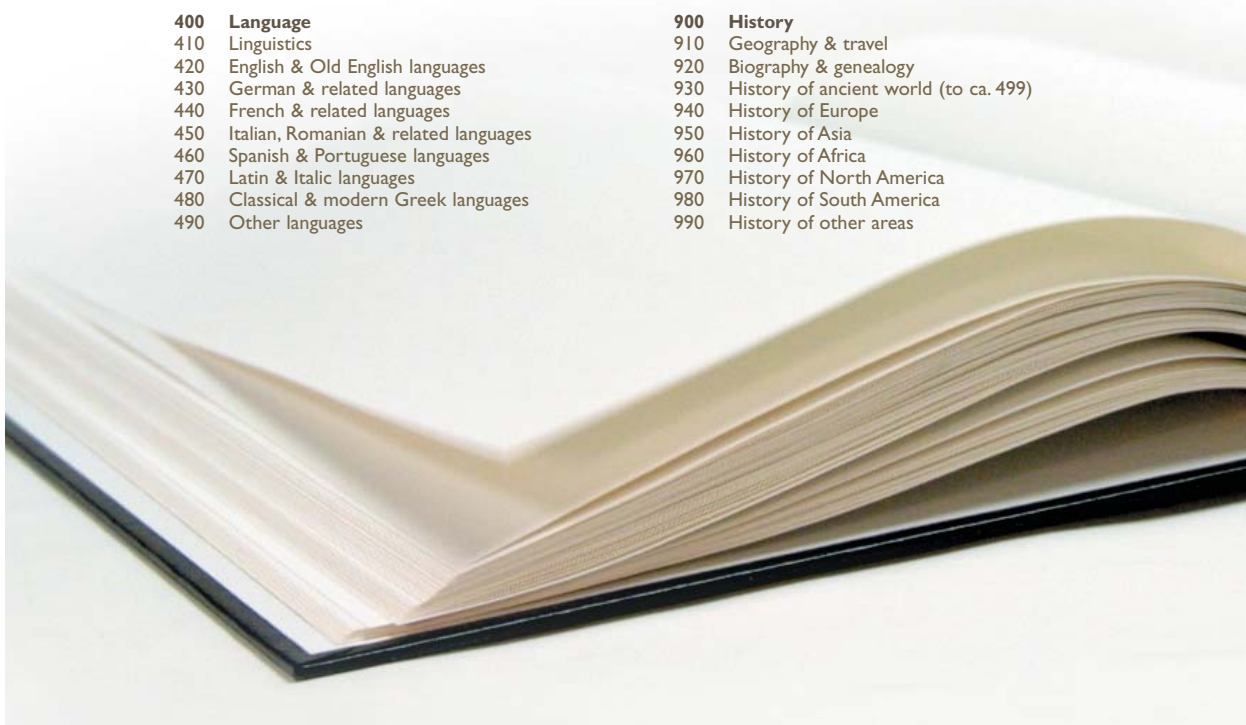 400 Language
410 Linguistics
420 English & Old English languages
430 German & related languages
440 French & related languages
450 Italian, Romanian & related languages
460 Spanish & Portuguese languages
470 Latin & Italic languages
480 Classical & modern Greek languages
490 Other languages
900 History
910 Geography & travel
920 Biography & genealogy
930 History of ancient world (to ca. 499)
940 History of Europe
950 History of Asia
960 History of Africa
970 History of North America
980 History of South America
990 History of other areas